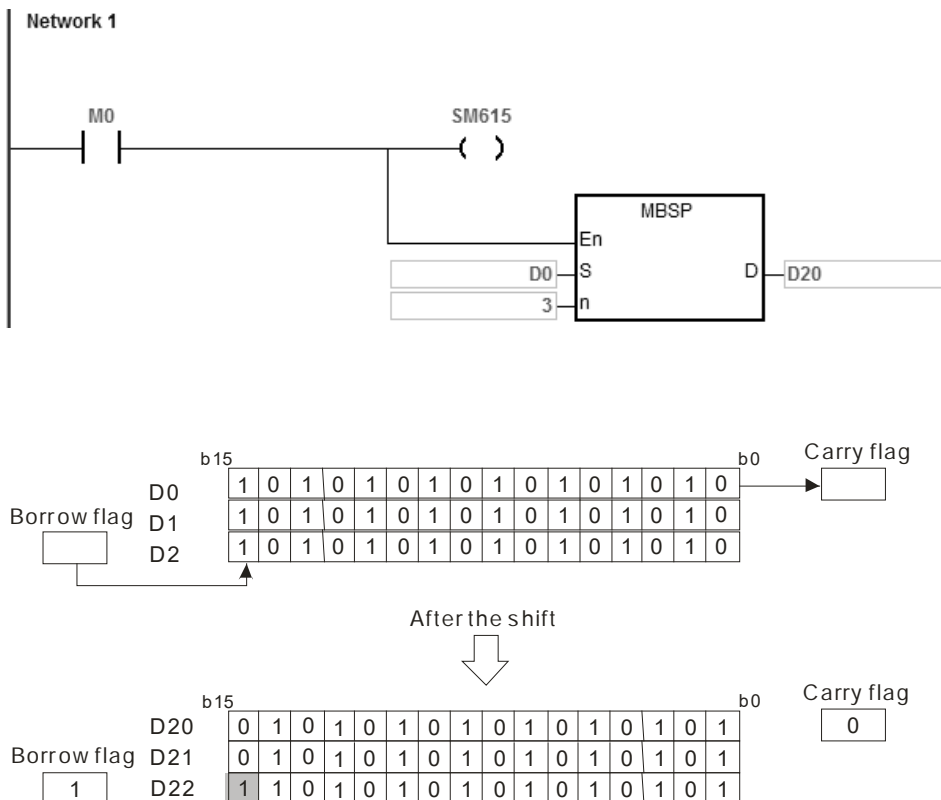 Network 1
M0
SM615
( )
MBSP
En
D0 S D D20
3 n
b15 b0 Carry flag
D0 1 0 1 0 1 0 1 0 1 0 1 0 1 0 1 0
Borrow flag D1 1 0 1 0 1 0 1 0 1 0 1 0 1 0 1 0
D2 1 0 1 0 1 0 1 0 1 0 1 0 1 0 1 0
After the shift
b15 b0 Carry flag
D20 0 1 0 1 0 1 0 1 0 1 0 1 0 1 0 1 0
Borrow flag D21 0 1 0 1 0 1 0 1 0 1 0 1 0 1 0 1
1 D22 1 1 0 1 0 1 0 1 0 1 0 1 0 1 0 1